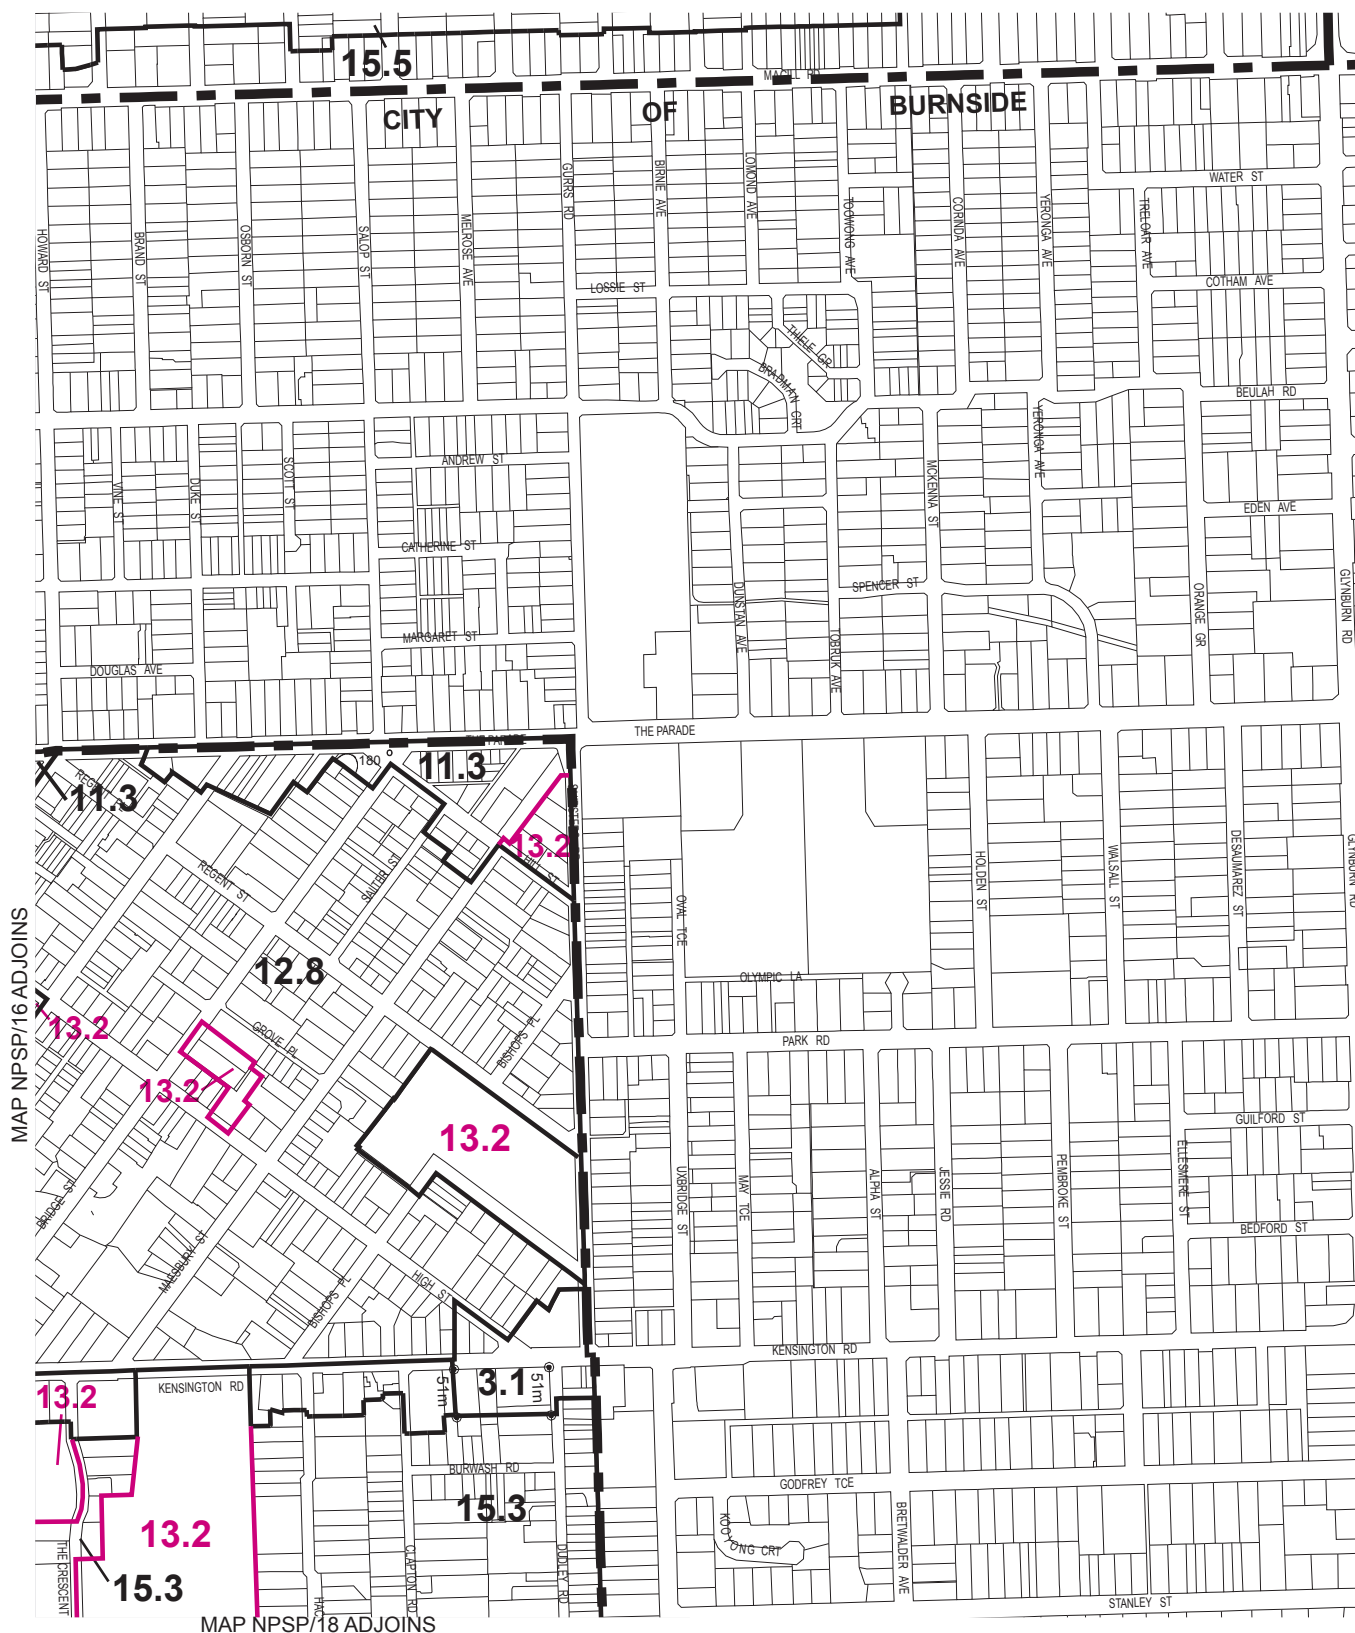 15.5
MAGILL RD
CITY OF BURNSIDE
WATER ST
HOWARD ST
BRAND ST
OSBORN ST
SALOP ST
MELROSE AVE
GURRS RD
BIRNIE AVE
LOMOND AVE
TOOWONG AVE
CORINDA AVE
YERONGA AVE
TRELOAR AVE
LOSSIE ST
COTHAM AVE
THIELE GR
BRADMAN CRT
BEULAH RD
YERONGA AVE
ANDREW ST
VINE ST
DUKE ST
SCOTT ST
MCKENNA ST
EDEN AVE
CATHERINE ST
SPENCER ST
DUNSTAN AVE
TOBRUK AVE
ORANGE GR
GLYNBURN RD
MARGARET ST
DOUGLAS AVE
THE PARADE
THE PARADE
180
11.3
11.3
REGENT
13.2
HILL ST
REGENT ST
SALTER ST
OVAL TCE
HOLDEN ST
WALSALL ST
DESAUMAREZ ST
GLYNBURN RD
12.8
OLYMPIC LA
MAP NPSP/16 ADJOINS
13.2
GROVE PL
BISHOPS PL
PARK RD
13.2
13.2
GUILFORD ST
UXBRIDGE ST
MAY TCE
ALPHA ST
JESSIE RD
PEMBROKE ST
ELLESMERE ST
BRIDGE ST
MAESBURY ST
BISHOPS PL
HIGH ST
BEDFORD ST
KENSINGTON RD
KENSINGTON RD
13.2
51m
3.1
51m
BURWASH RD
GODFREY TCE
15.3
13.2
KOOYONG CRT
BRETWALDER AVE
THE CRESCENT
15.3
HAC
CLAPTON RD
DUDLEY RD
STANLEY ST
MAP NPSP/18 ADJOINS